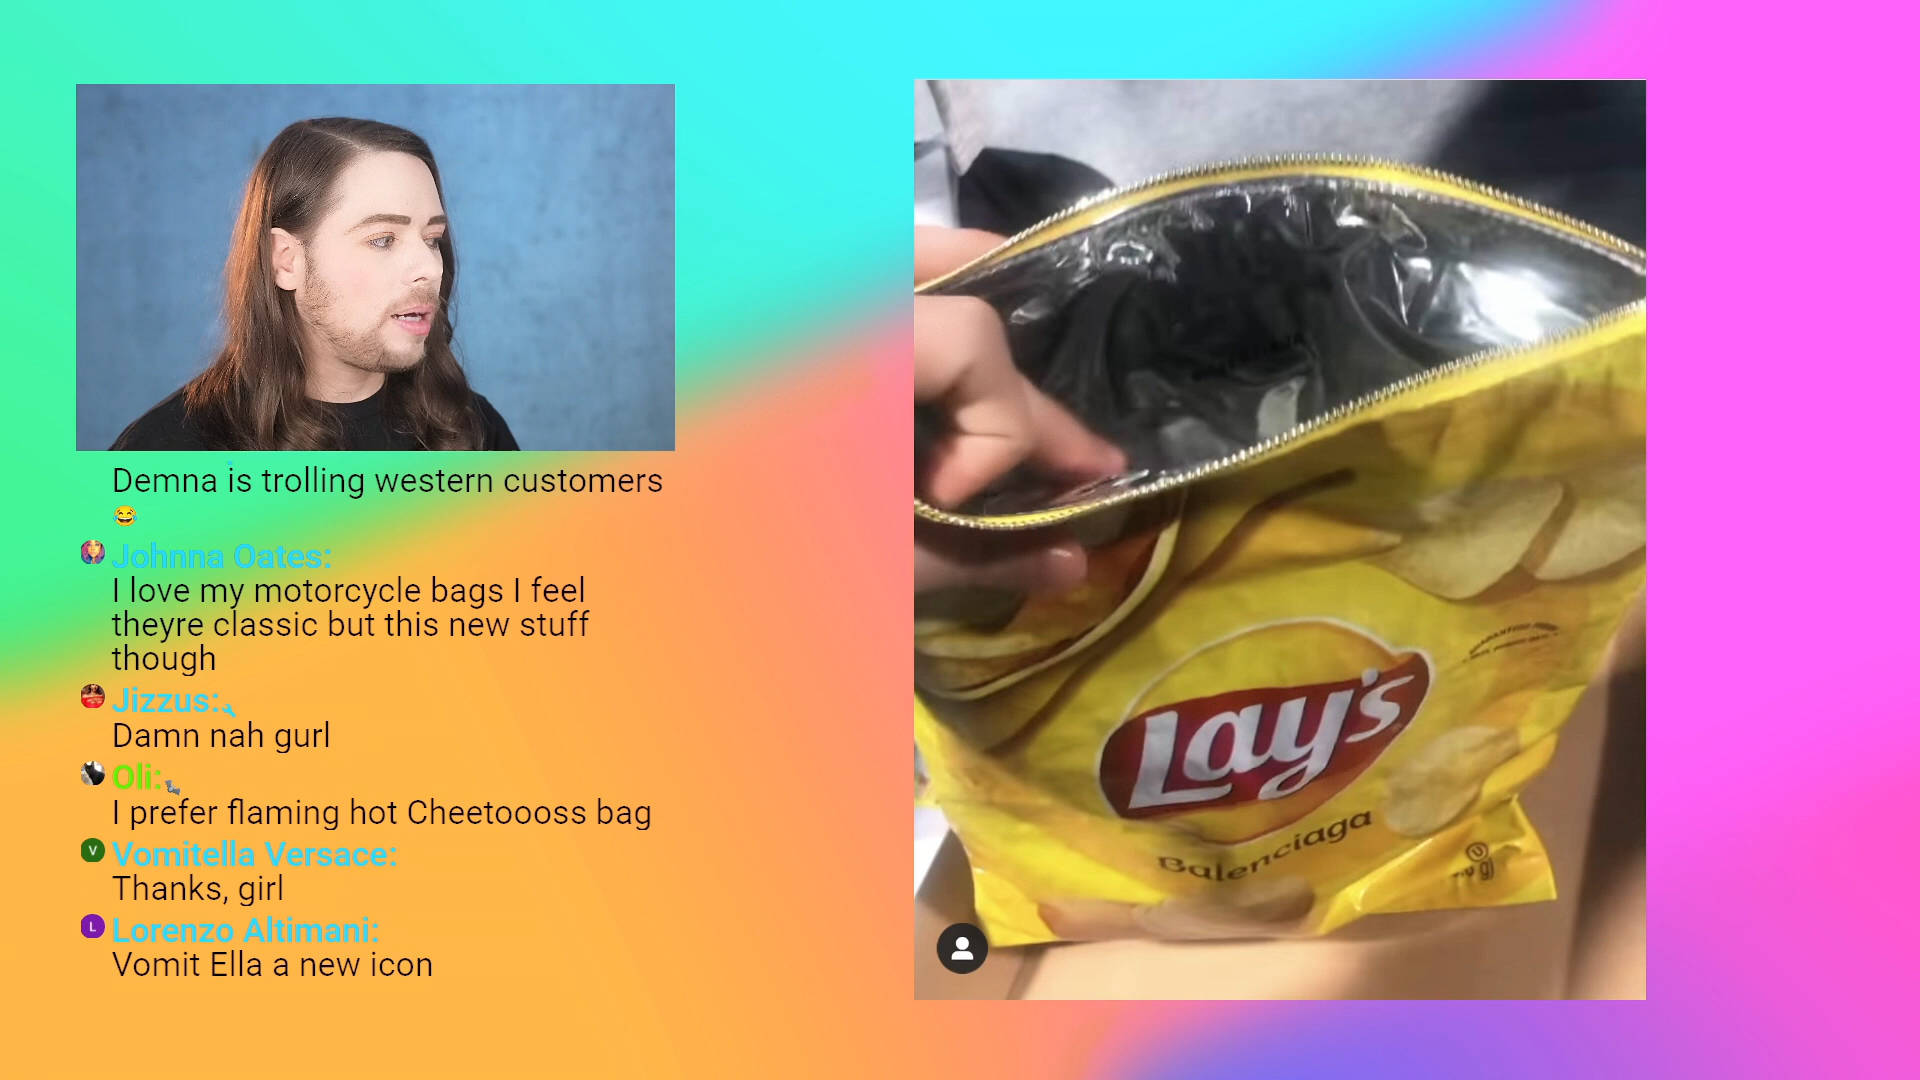 Demna is trolling western customers
😂
Johnna Oates:
I love my motorcycle bags I feel
theyre classic but this new stuff
though
Jizzus:
Damn nah gurl
Oli:
I prefer flaming hot Cheetoooss bag
V
Vomitella Versace:
Thanks, girl
L
Lorenzo Altimani:
Vomit Ella a new icon
Lay's
Balenciaga